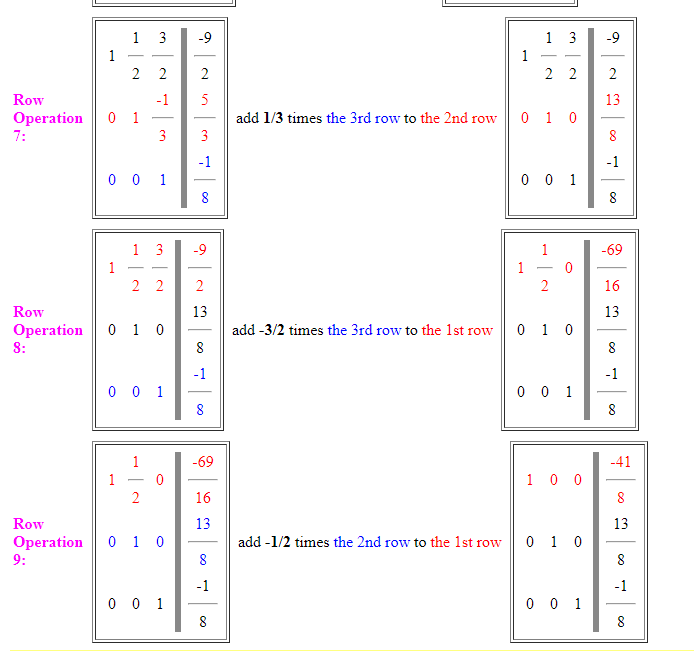 1 3 -9 1 3 -9
1 1
2 2 2 2 2 2
Row -1 5 13
Operation 0 1 add 1/3 times the 3rd row to the 2nd row 0 1 0
7: 3 3 8
-1 -1
0 0 1 0 0 1
8 8
1 3 -9 1 -69
1 1 0
2 2 2 2 16
Row 13 13
Operation 0 1 0 add -3/2 times the 3rd row to the 1st row 0 1 0
8: 8 8
-1 -1
0 0 1 0 0 1
8 8
1 -69 -41
1 0 1 0 0
2 16 8
Row 13 13
Operation 0 1 0 add -1/2 times the 2nd row to the 1st row 0 1 0
9: 8 8
-1 -1
0 0 1 0 0 1
8 8